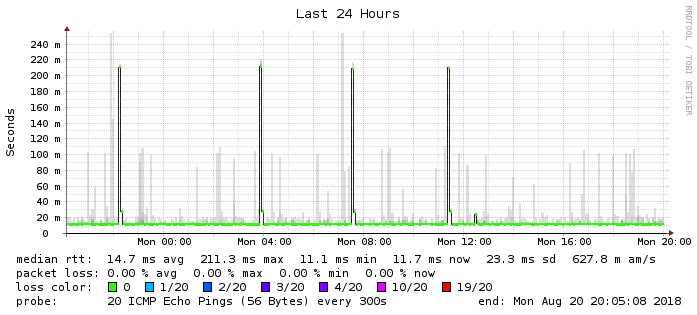 Last 24 Hours
RRDTOOL / TOBI OETIKER
Seconds
240 m
220 m
200 m
180 m
160 m
140 m
120 m
100 m
80 m
60 m
40 m
20 m
0
Mon 00:00 Mon 04:00 Mon 08:00 Mon 12:00 Mon 16:00 Mon 20:00
median rtt: 14.7 ms avg 211.3 ms max 11.1 ms min 11.7 ms now 23.3 ms sd 627.8 m am/s
packet loss: 0.00 % avg 0.00 % max 0.00 % min 0.00 % now
loss color: 0 1/20 2/20 3/20 4/20 10/20 19/20
probe: 20 ICMP Echo Pings (56 Bytes) every 300s end: Mon Aug 20 20:05:08 2018